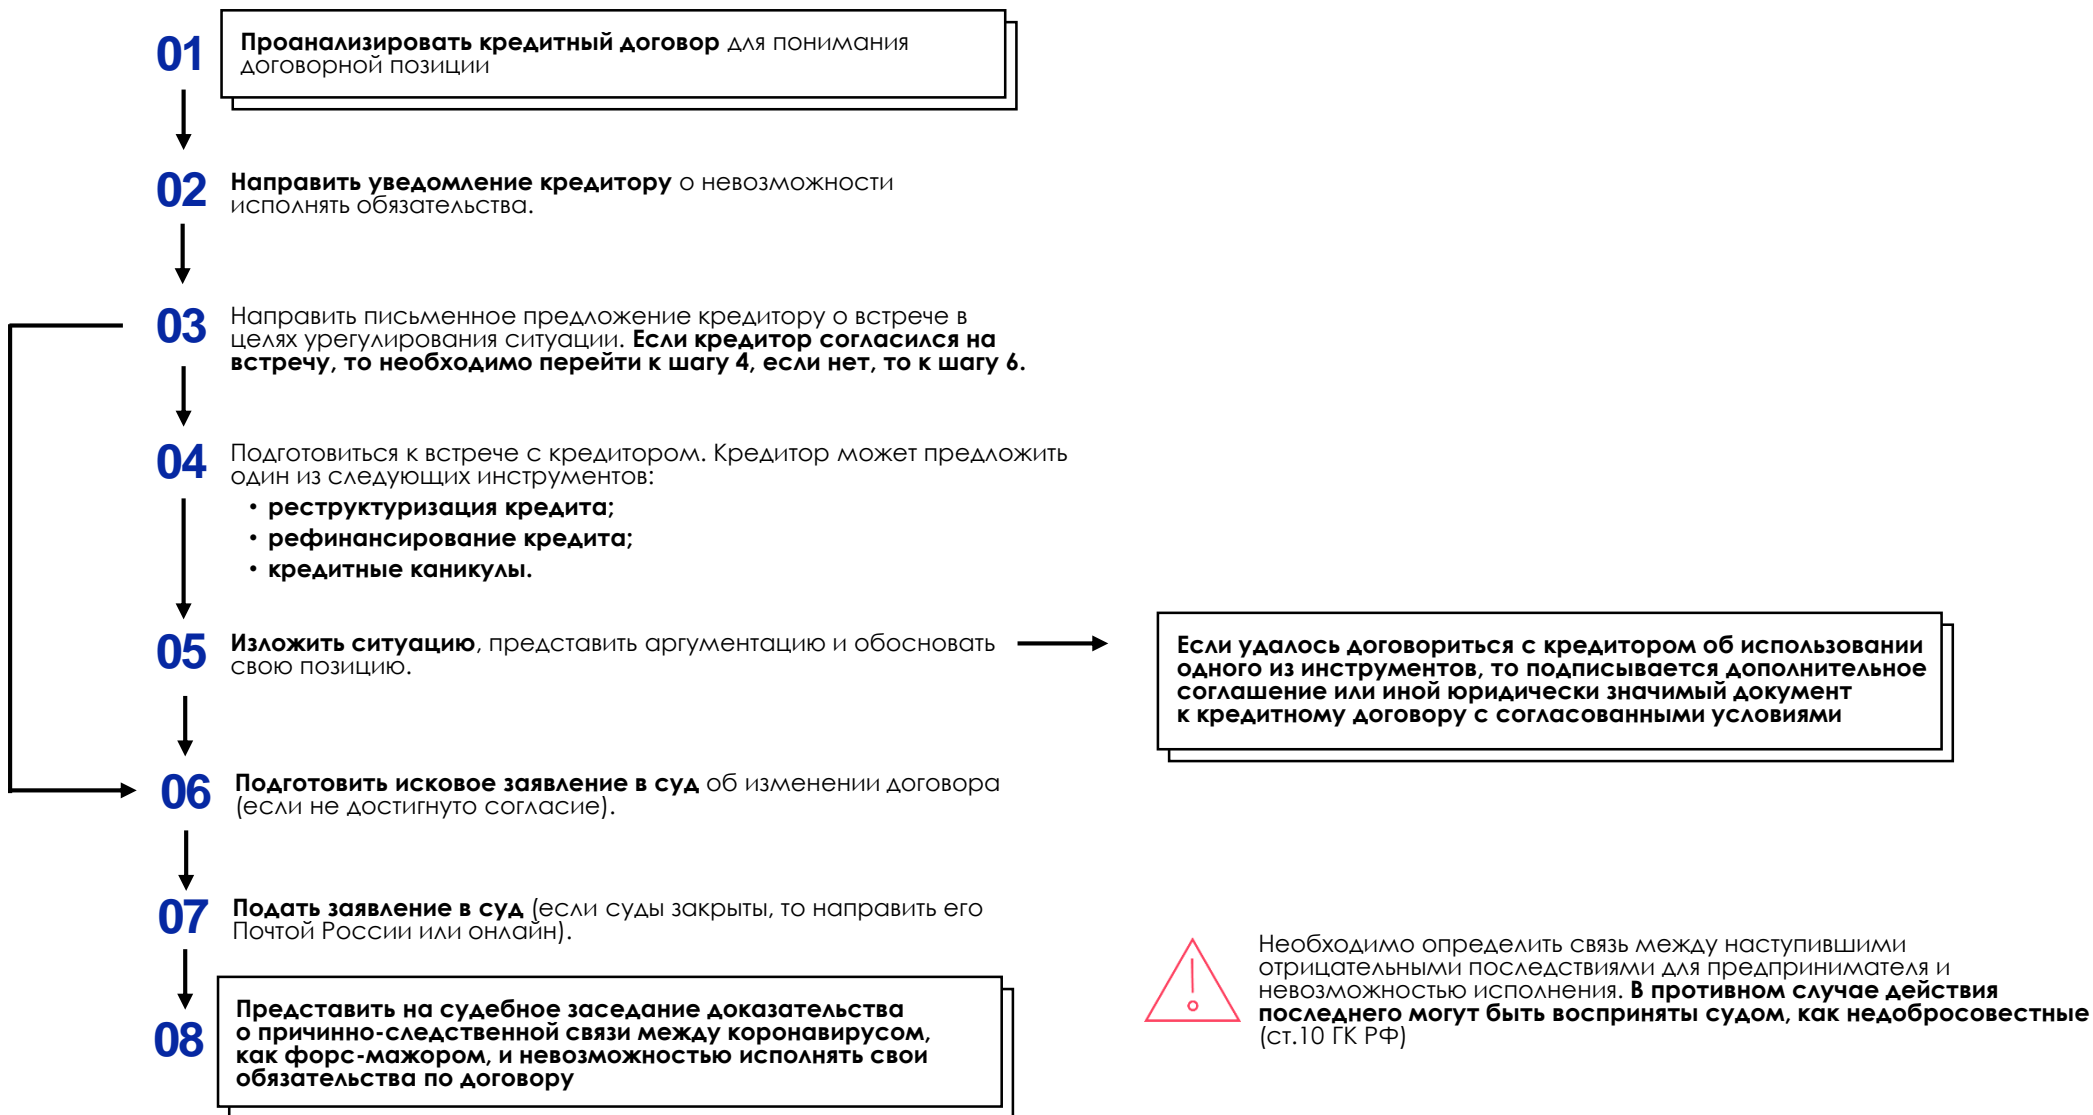 01
Проанализировать кредитный договор для понимания
договорной позиции
02
Направить уведомление кредитору о невозможности
исполнять обязательства.
03
Направить письменное предложение кредитору о встрече в
целях урегулирования ситуации. Если кредитор согласился на
встречу, то необходимо перейти к шагу 4, если нет, то к шагу 6.
04
Подготовиться к встрече с кредитором. Кредитор может предложить
один из следующих инструментов:
• реструктуризация кредита;
• рефинансирование кредита;
• кредитные каникулы.
05
Изложить ситуацию, представить аргументацию и обосновать
свою позицию.
Если удалось договориться с кредитором об использовании
одного из инструментов, то подписывается дополнительное
соглашение или иной юридически значимый документ
к кредитному договору с согласованными условиями
06
Подготовить исковое заявление в суд об изменении договора
(если не достигнуто согласие).
07
Подать заявление в суд (если суды закрыты, то направить его
Почтой России или онлайн).
08
Представить на судебное заседание доказательства
о причинно-следственной связи между коронавирусом,
как форс-мажором, и невозможностью исполнять свои
обязательства по договору
Необходимо определить связь между наступившими
отрицательными последствиями для предпринимателя и
невозможностью исполнения. В противном случае действия
последнего могут быть восприняты судом, как недобросовестные
(ст.10 ГК РФ)